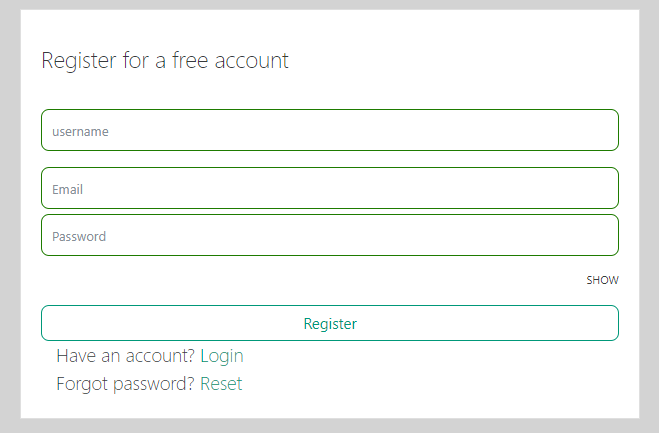 Register for a free account
username
Email
Password
SHOW
Register
Have an account? Login
Forgot password? Reset